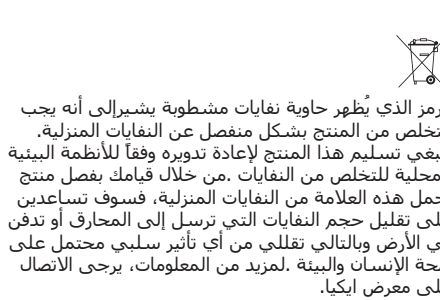 رمز الذي يُظهر حاوية نفايات مشطوبة يشيرإلى أنه يجب
تخلص من المنتج بشكل منفصل عن النفايات المنزلية.
بغي تسليم هذا المنتج لإعادة تدويره وفقاً للأنظمة البيئية
محلية للتخلص من النفايات .من خلال قيامك بفصل منتج
حمل هذه العلامة من النفايات المنزلية، فسوف تساعدين
لى تقليل حجم النفايات التي ترسل إلى المحارق أو تدفن
ي الأرض وبالتالي تقللي من أي تأثير سلبي محتمل على
حة الإنسان والبيئة .لمزيد من المعلومات، يرجى الاتصال
لى معرض ايكيا.